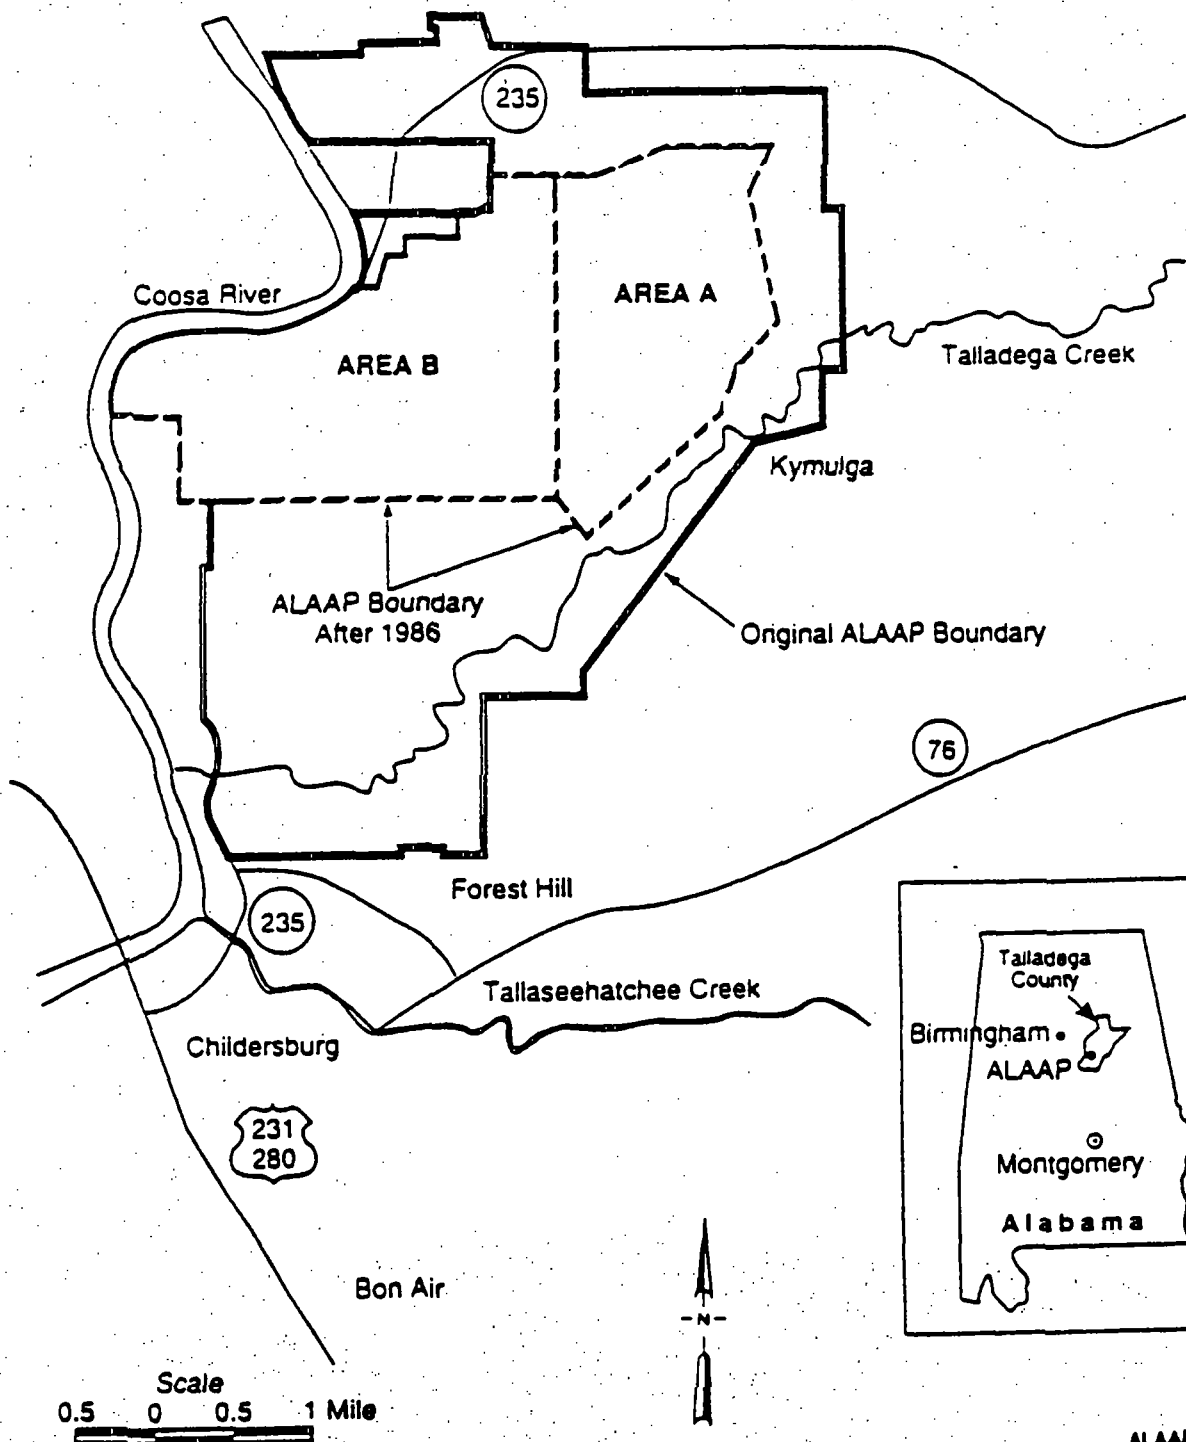 235
Coosa River
AREA A
AREA B
Talladega Creek
Kymulga
ALAAP Boundary
After 1986
Original ALAAP Boundary
76
Forest Hill
235
Tallaseehatchee Creek
Childersburg
231
280
Bon Air
Talladega
County
Birmingham
ALAAP
Montgomery
Alabama
N
Scale
0.5 0 0.5 1 Mile